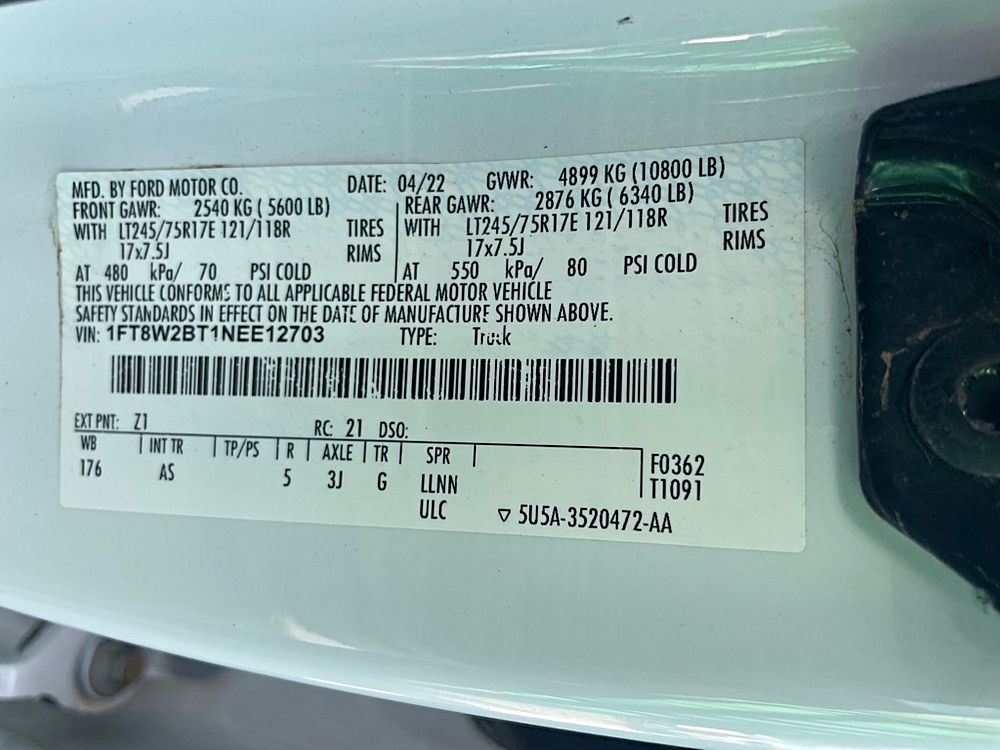 MFD. BY FORD MOTOR CO. DATE: 04/22 GVWR: 4899 KG (10800 LB)
FRONT GAWR: 2540 KG ( 5600 LB) REAR GAWR: 2876 KG ( 6340 LB)
WITH LT245/75R17E 121/118R TIRES WITH LT245/75R17E 121/118R TIRES
17x7.5J RIMS 17x7.5J RIMS
AT 480 kPa/ 70 PSI COLD AT 550 kPa/ 80 PSI COLD
THIS VEHICLE CONFORMS TO ALL APPLICABLE FEDERAL MOTOR VEHICLE
SAFETY STANDARDS IN EFFECT ON THE DATE OF MANUFACTURE SHOWN ABOVE.
VIN: 1FT8W2BT1NEE12703 TYPE: Truck
EXT PNT: Z1 RC: 21 DSO:
WB INT TR TP/PS R AXLE TR SPR
176 AS 5 3J G LLNN
ULC
F0362
T1091
▽ 5U5A-3520472-AA